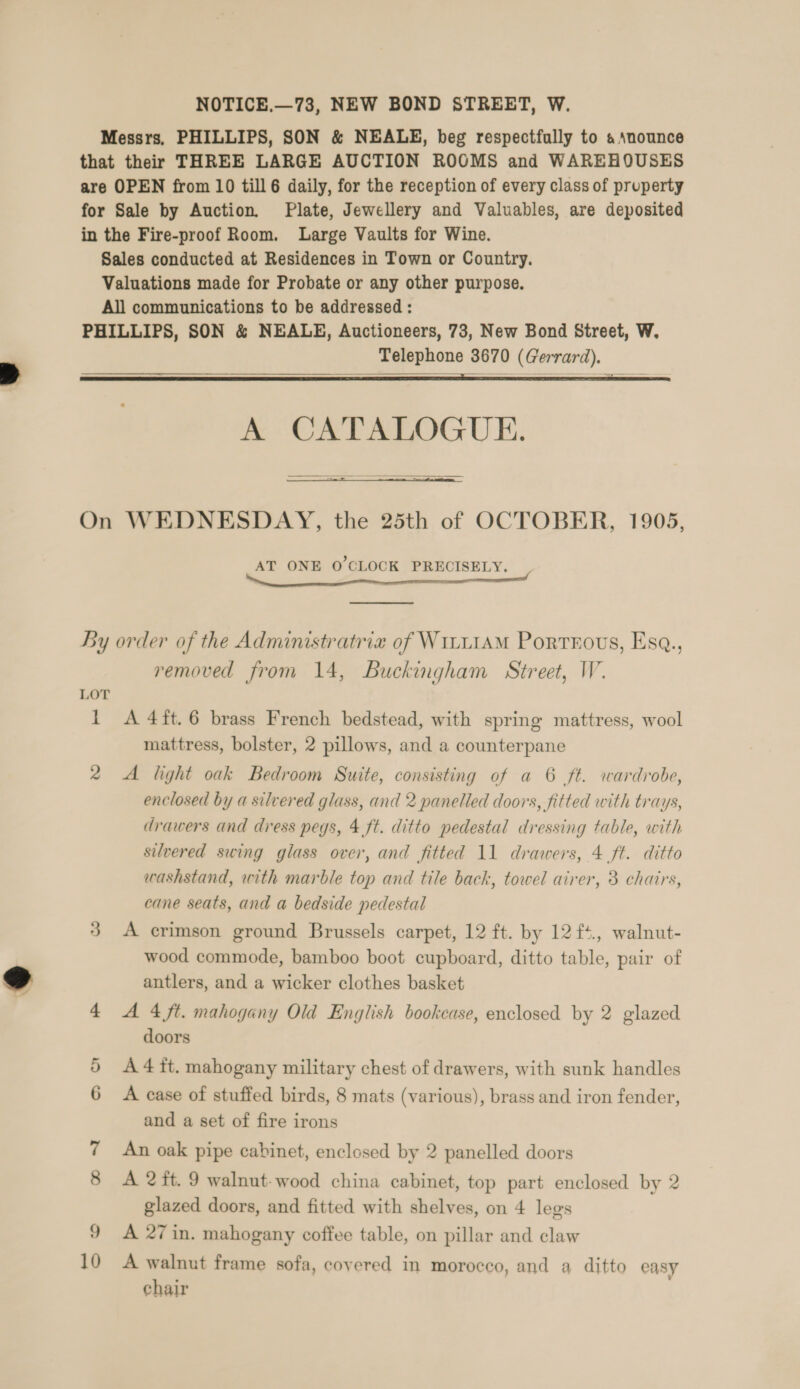 NOTICE.—73, NEW BOND STREET, W.
Messrs. PHILLIPS, SON & NEALE, beg respectfully to announce
that their THREE LARGE AUCTION ROOMS and WAREHOUSES
are OPEN from 10 till 6 daily, for the reception of every class of property
for Sale by Auction. Plate, Jewellery and Valuables, are deposited
in the Fire-proof Room. Large Vaults for Wine.
Sales conducted at Residences in Town or Country.
Valuations made for Probate or any other purpose.
All communications to be addressed:
PHILLIPS, SON & NEALE, Auctioneers, 73, New Bond Street, W.
Telephone 3670 (Gerrard).
A CATALOGUE.
On WEDNESDAY, the 25th of OCTOBER, 1905,
AT ONE O'CLOCK PRECISELY.
By order of the Administratrix of WILLIAM PORTEOUS, ESQ.,
removed from 14, Buckingham Street, W.
LOT
1 A 4 ft. 6 brass French bedstead, with spring mattress, wool
mattress, bolster, 2 pillows, and a counterpane
2 A light oak Bedroom Suite, consisting of a 6 ft. wardrobe,
enclosed by a silvered glass, and 2 panelled doors, fitted with trays,
drawers and dress pegs, 4 ft. ditto pedestal dressing table, with
silvered swing glass over, and fitted 11 drawers, 4 ft. ditto
washstand, with marble top and tile back, towel airer, 3 chairs,
cane seats, and a bedside pedestal
3 A crimson ground Brussels carpet, 12 ft. by 12 ft., walnut-
wood commode, bamboo boot cupboard, ditto table, pair of
antlers, and a wicker clothes basket
4 A 4 ft. mahogany Old English bookcase, enclosed by 2 glazed
doors
5 A 4 ft. mahogany military chest of drawers, with sunk handles
6 A case of stuffed birds, 8 mats (various), brass and iron fender,
and a set of fire irons
7 An oak pipe cabinet, enclosed by 2 panelled doors
8 A 2 ft. 9 walnut-wood china cabinet, top part enclosed by 2
glazed doors, and fitted with shelves, on 4 legs
9 A 27 in. mahogany coffee table, on pillar and claw
10 A walnut frame sofa, covered in morocco, and a ditto easy
chair